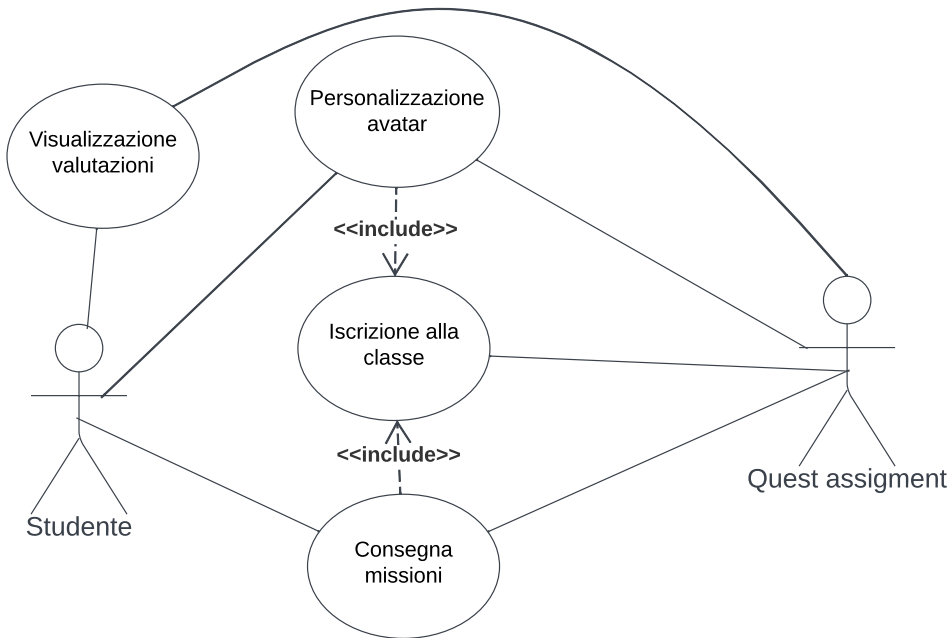 Personalizzazione
avatar
Visualizzazione
valutazioni
<<include>>
Iscrizione alla
classe
<<include>>
Quest assigment
Studente
Consegna
missioni